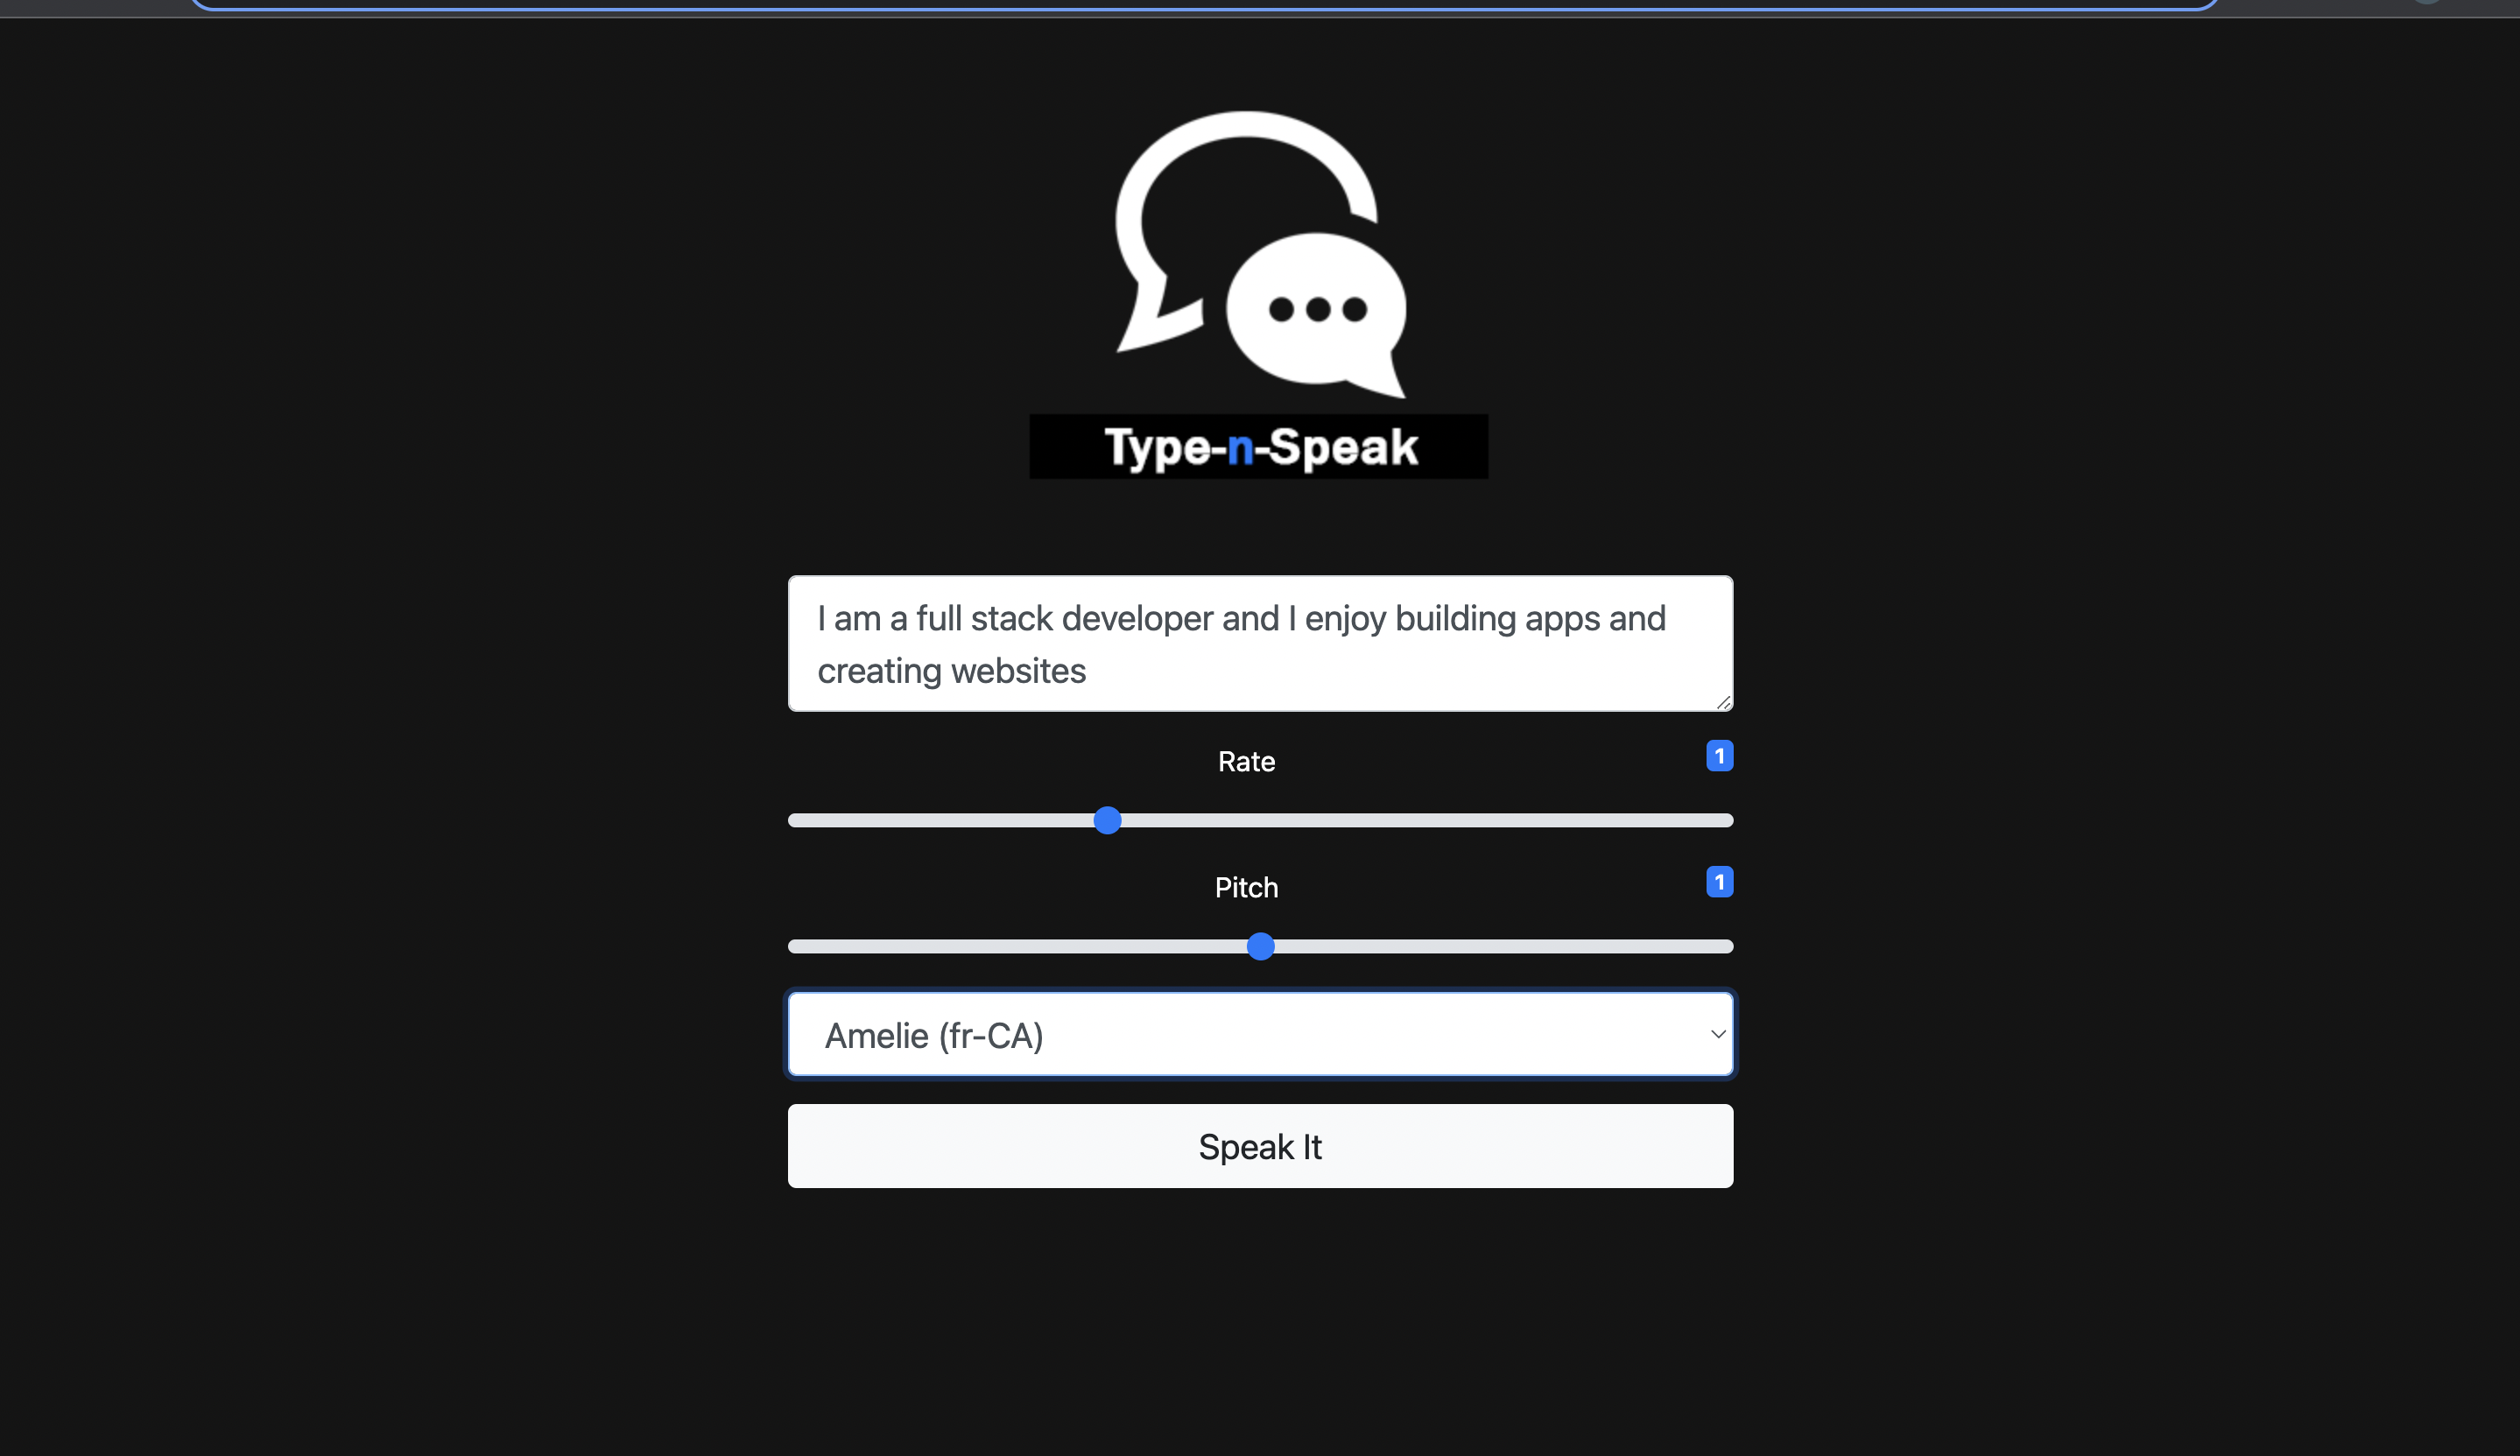 Type-n-Speak
I am a full stack developer and I enjoy building apps and
creating websites
Rate 1
Pitch 1
Amelie (fr-CA)
Speak It